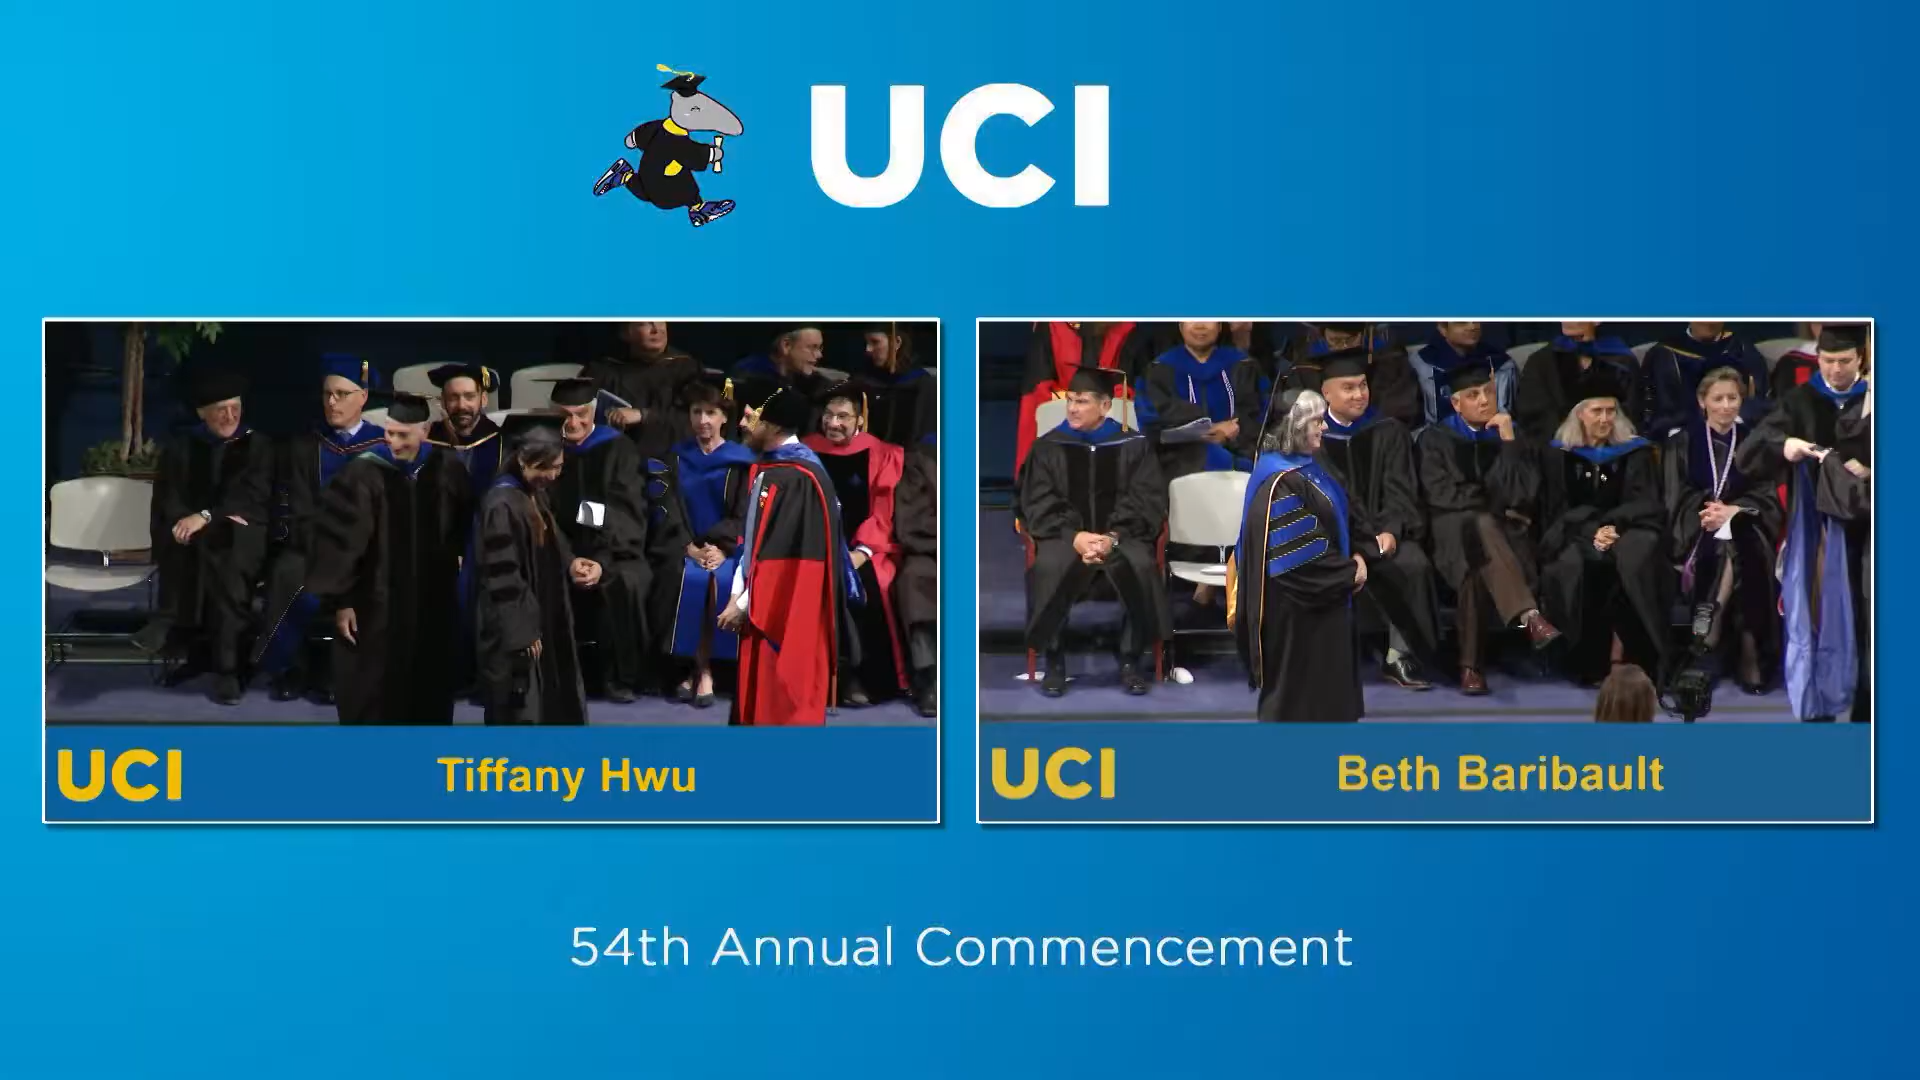 UCI
UCI
Tiffany Hwu
UCI
Beth Baribault
54th Annual Commencement